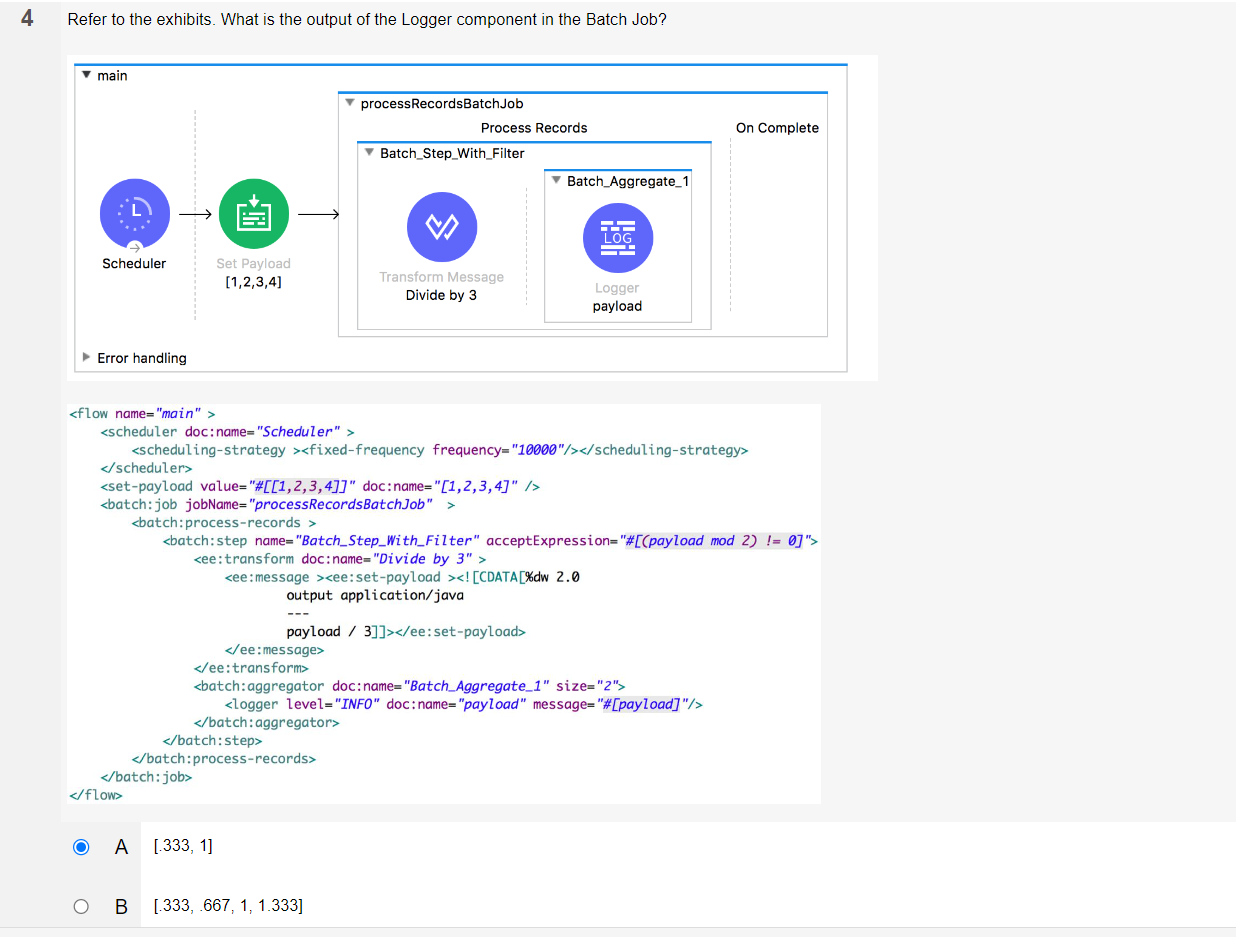 4
Refer to the exhibits. What is the output of the Logger component in the Batch Job?
main
processRecordsBatchJob
Process Records
On Complete
Batch_Step_With_Filter
Batch_Aggregate_1
L
LOG
Scheduler
Set Payload
[1,2,3,4]
Transform Message
Divide by 3
Logger
payload
Error handling
<flow name="main" >
<scheduler doc:name="Scheduler" >
<scheduling-strategy ><fixed-frequency frequency="10000"/></scheduling-strategy>
</scheduler>
<set-payload value="#[[1,2,3,4]]" doc:name="[1,2,3,4]" />
<batch:job jobName="processRecordsBatchJob"  >
<batch:process-records >
<batch:step name="Batch_Step_With_Filter" acceptExpression="#[(payload mod 2) != 0]">
<ee:transform doc:name="Divide by 3" >
<ee:message ><ee:set-payload ><![CDATA[%dw 2.0
output application/java
---
payload / 3]]></ee:set-payload>
</ee:message>
</ee:transform>
<batch:aggregator doc:name="Batch_Aggregate_1" size="2">
<logger level="INFO" doc:name="payload" message="#[payload]"/>
</batch:aggregator>
</batch:step>
</batch:process-records>
</batch:job>
</flow>
A [.333, 1]
B [.333, .667, 1, 1.333]